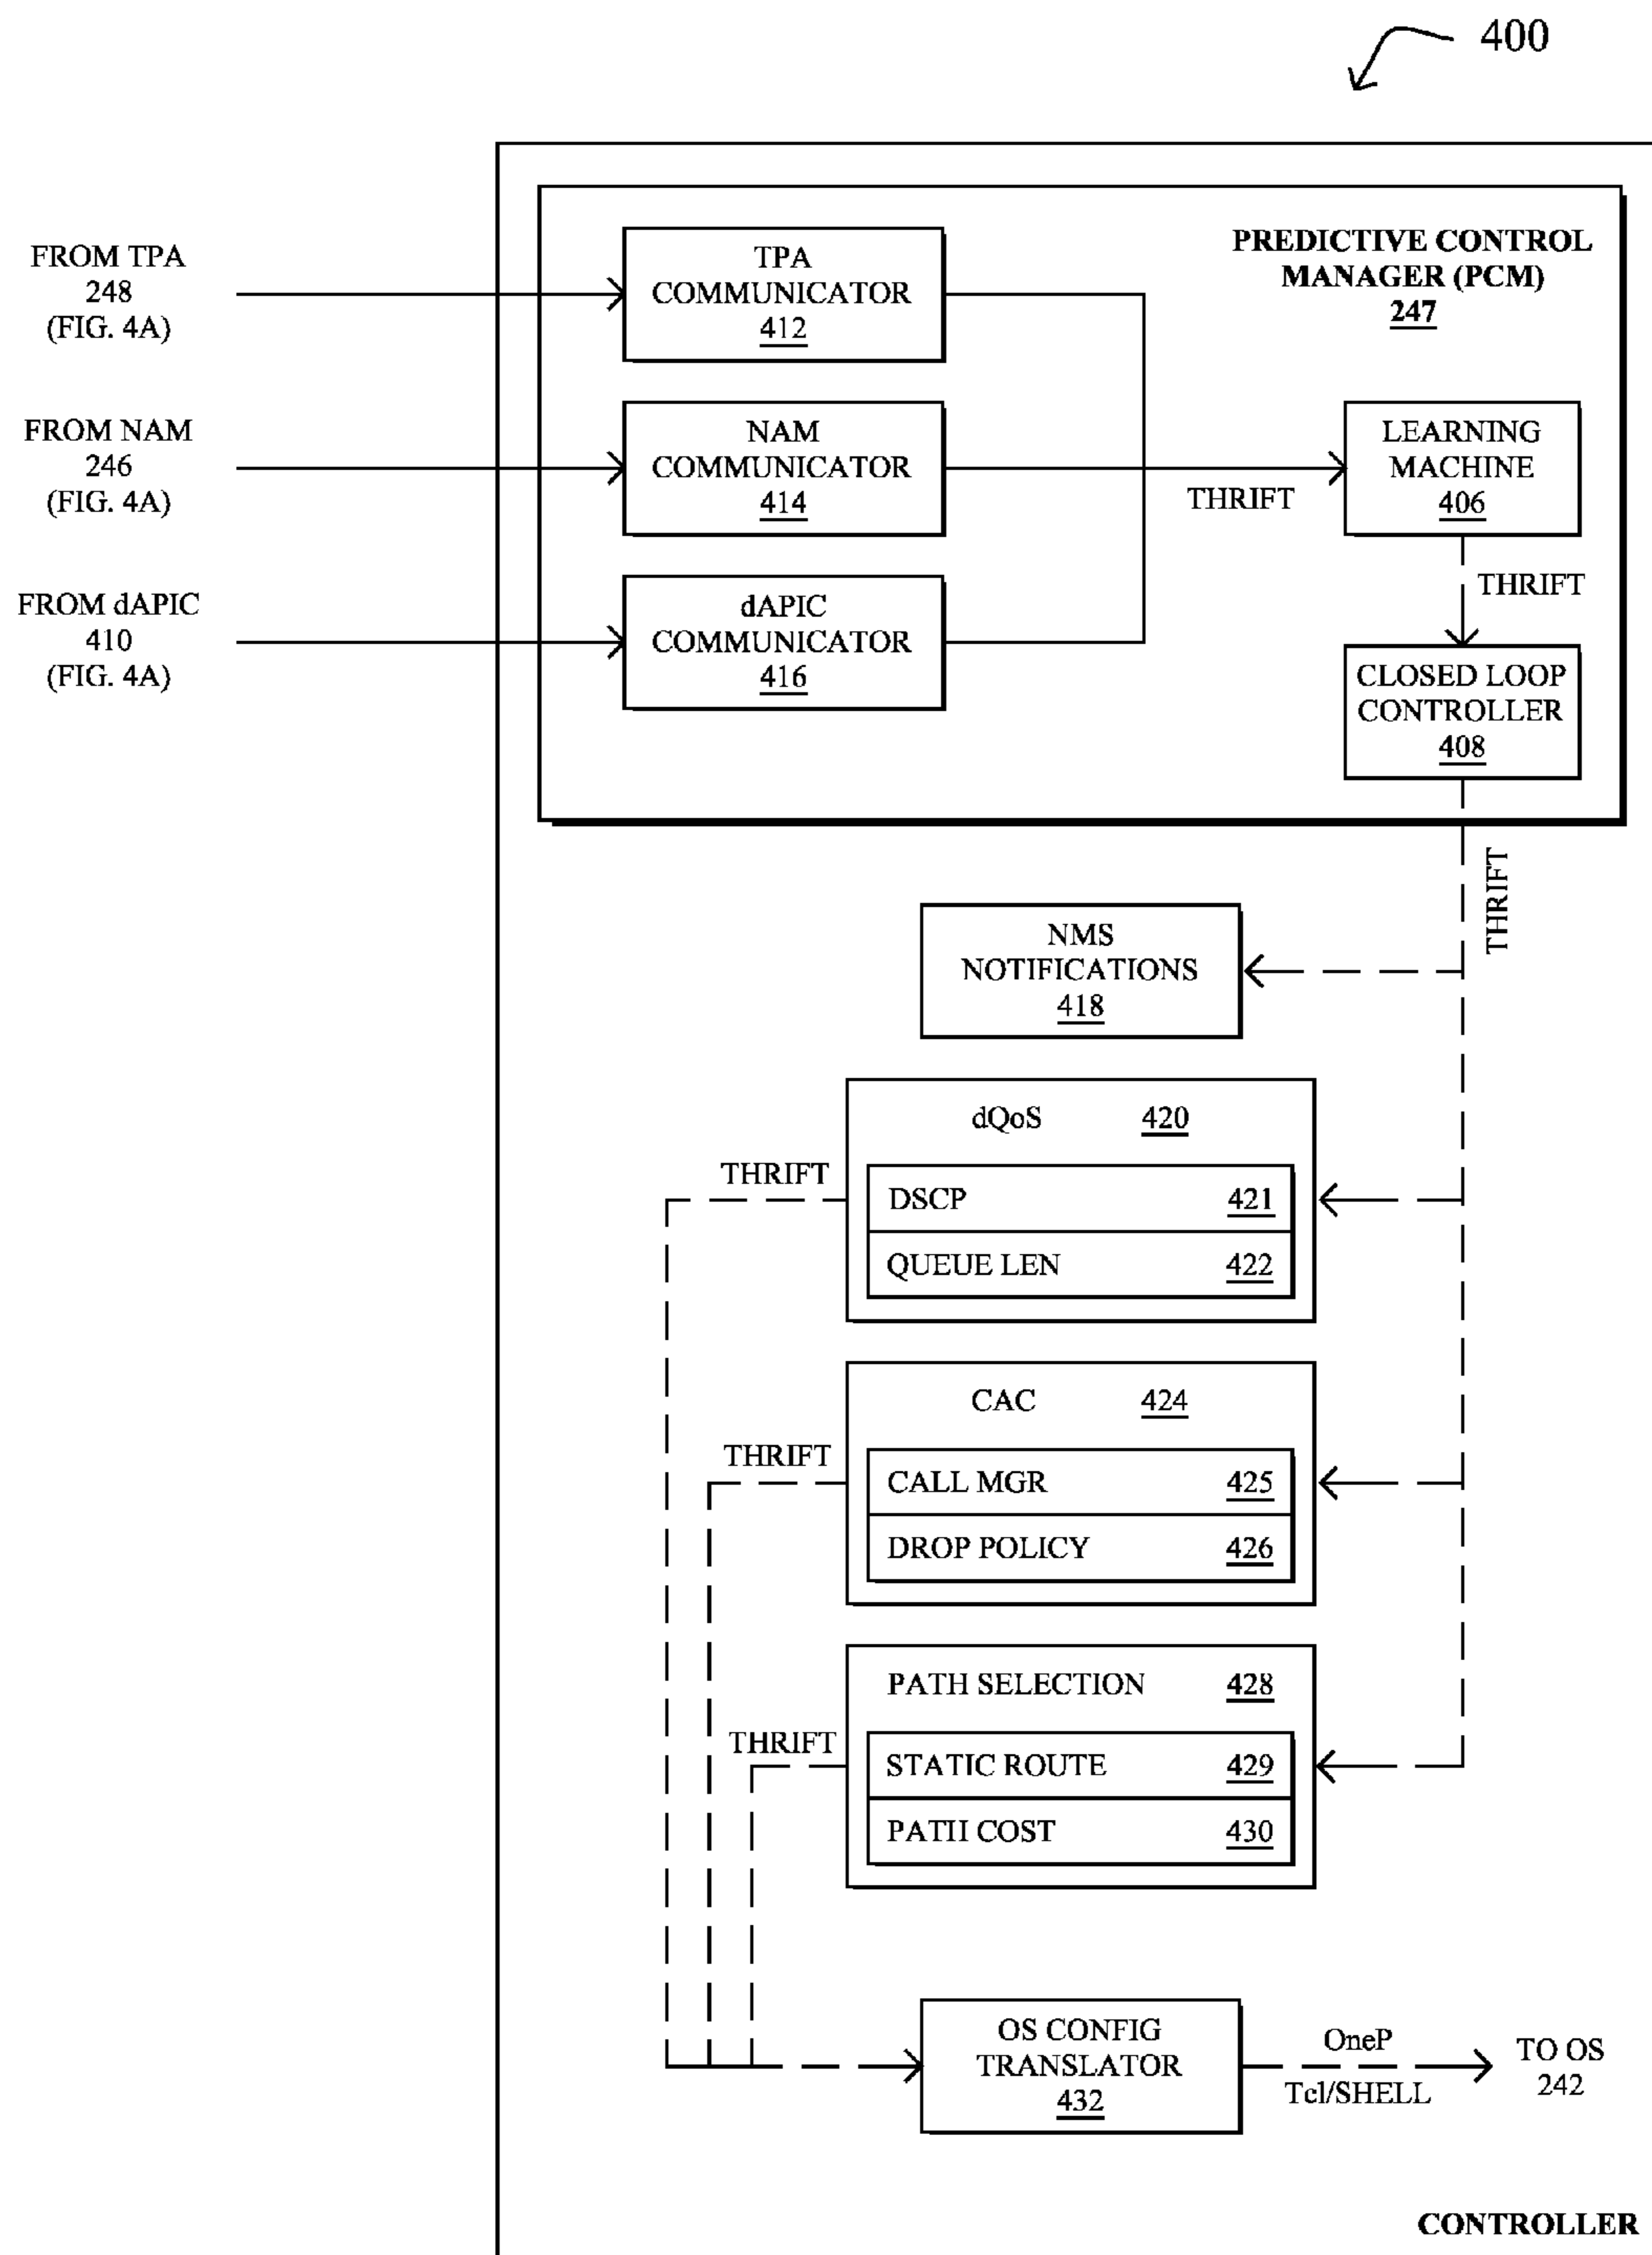 400
FROM TPA
248
(FIG. 4A)
TPA
COMMUNICATOR
412
PREDICTIVE CONTROL
MANAGER (PCM)
247
FROM NAM
246
(FIG. 4A)
NAM
COMMUNICATOR
414
THRIFT
LEARNING
MACHINE
406
THRIFT
FROM dAPIC
410
(FIG. 4A)
dAPIC
COMMUNICATOR
416
CLOSED LOOP
CONTROLLER
408
THRIFT
NMS
NOTIFICATIONS
418
dQoS 420
THRIFT
DSCP 421
QUEUE LEN 422
CAC 424
THRIFT
CALL MGR 425
DROP POLICY 426
PATH SELECTION 428
THRIFT
STATIC ROUTE 429
PATH COST 430
OS CONFIG
TRANSLATOR
432
OneP
Tcl/SHELL
TO OS
242
CONTROLLER